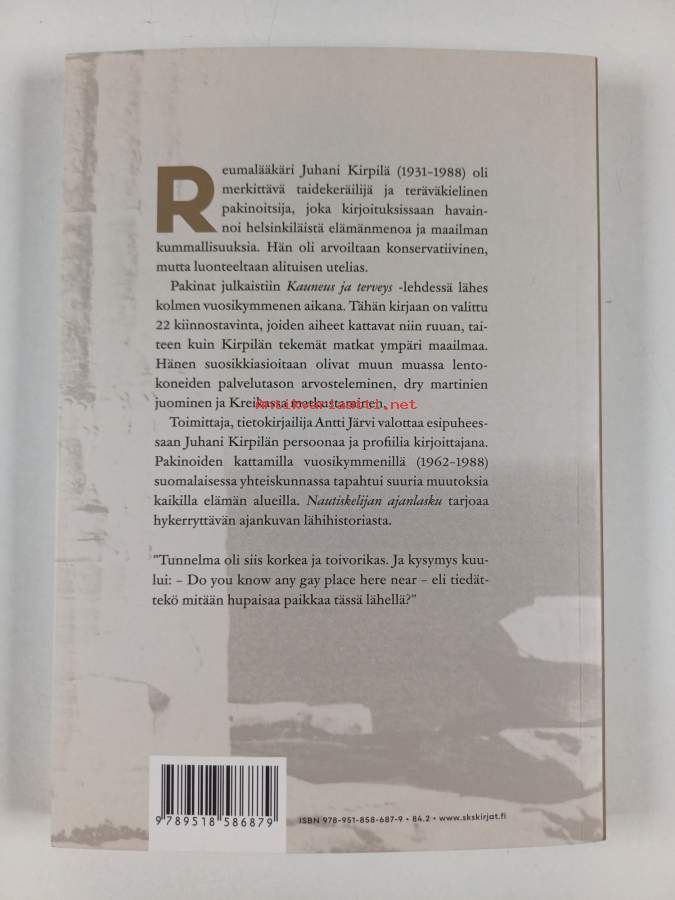 Reumalääkäri Juhani Kirpilä (1931–1988) oli
merkittävä taidekeräilijä ja teräväkielinen
pakinoitsija, joka kirjoituksissaan havain-
noi helsinkiläistä elämänmenoa ja maailman
kummallisuuksia. Hän oli arvoiltaan konservatiivinen,
mutta luonteeltaan alituisen utelias.
Pakinat julkaistiin Kauneus ja terveys -lehdessä lähes
kolmen vuosikymmenen aikana. Tähän kirjaan on valittu
22 kiinnostavinta, joiden aiheet kattavat niin ruuan, tai-
teen kuin Kirpilän tekemät matkat ympäri maailmaa.
Hänen suosikkiasioitaan olivat muun muassa lento-
koneiden palvelutason arvosteleminen, dry martinien
juominen ja Kreikassa matkustaminen.
Antikvariaatti.net
Toimittaja, tietokirjailija Antti Järvi valottaa esipuhees-
saan Juhani Kirpilän persoonaa ja profiilia kirjoittajana.
Pakinoiden kattamilla vuosikymmenillä (1962–1988)
suomalaisessa yhteiskunnassa tapahtui suuria muutoksia
kaikilla elämän alueilla. Nautiskelijan ajanlasku tarjoaa
hykerryttävän ajankuvan lähihistoriasta.
"Tunnelma oli siis korkea ja toivorikas. Ja kysymys kuu-
lui: – Do you know any gay place here near – eli tiedät-
tekö mitään hupaisaa paikkaa tässä lähellä?"
9 789518 586879
ISBN 978-951-858-687-9 • 84.2 • www.skskirjat.fi